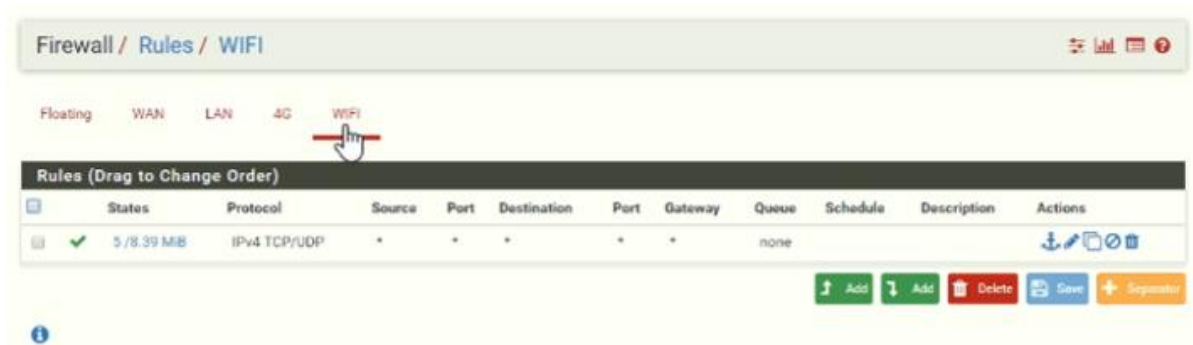 Firewall / Rules / WIFI
Floating WAN LAN 4G WIFI
Rules (Drag to Change Order)
States Protocol Source Port Destination Port Gateway Queue Schedule Description Actions
5 /8.39 MiB IPv4 TCP/UDP * * * * * none
Add Add Delete Save Separator